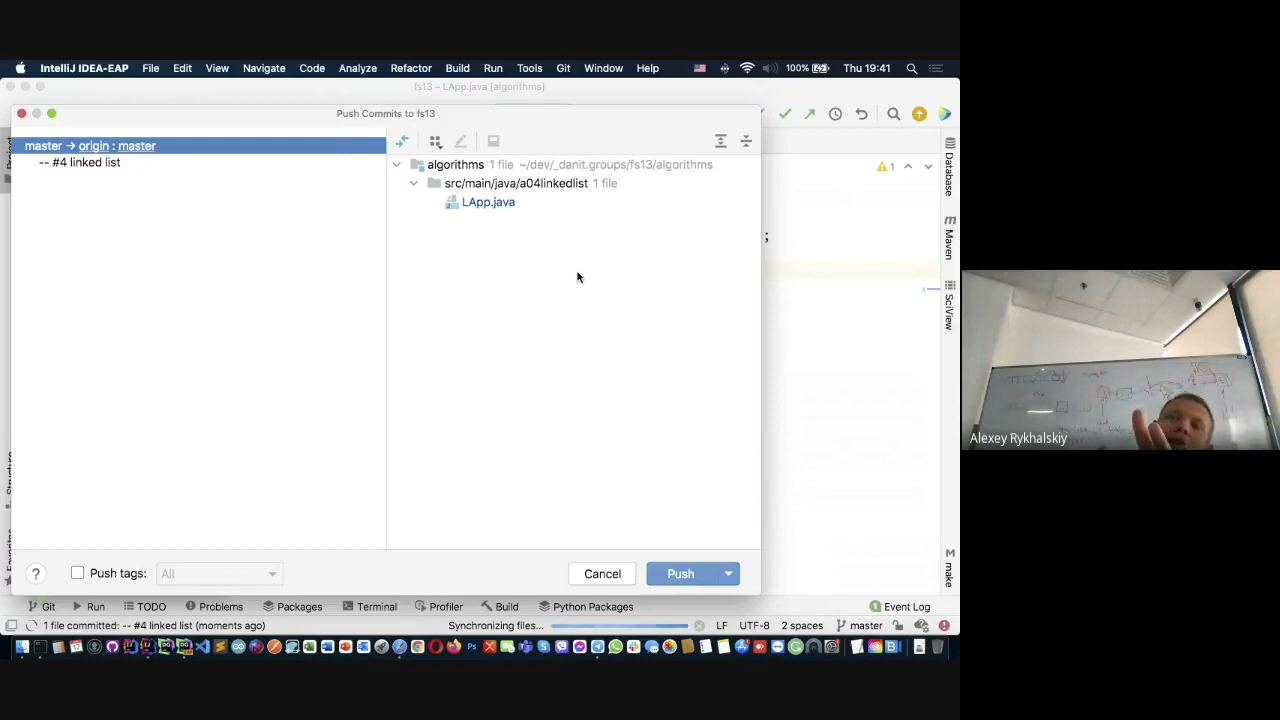 IntelliJ IDEA-EAP File Edit View Navigate Code Analyze Refactor Build Run Tools Git Window Help 100% Thu 19:41
fs13 – LApp.java [algorithms]
Push Commits to fs13
master → origin : master
-- #4 linked list
algorithms 1 file ~/dev/_danit.groups/fs13/algorithms
src/main/java/a04linkedlist 1 file
LApp.java
1
;
Database
Maven
SciView
make
Structure
Favorites
Alexey Rykhalskiy
? Push tags: All Cancel Push
Git Run TODO Problems Packages Terminal Profiler Build Python Packages Event Log
1 file committed: -- #4 linked list (moments ago) Synchronizing files... LF UTF-8 2 spaces master